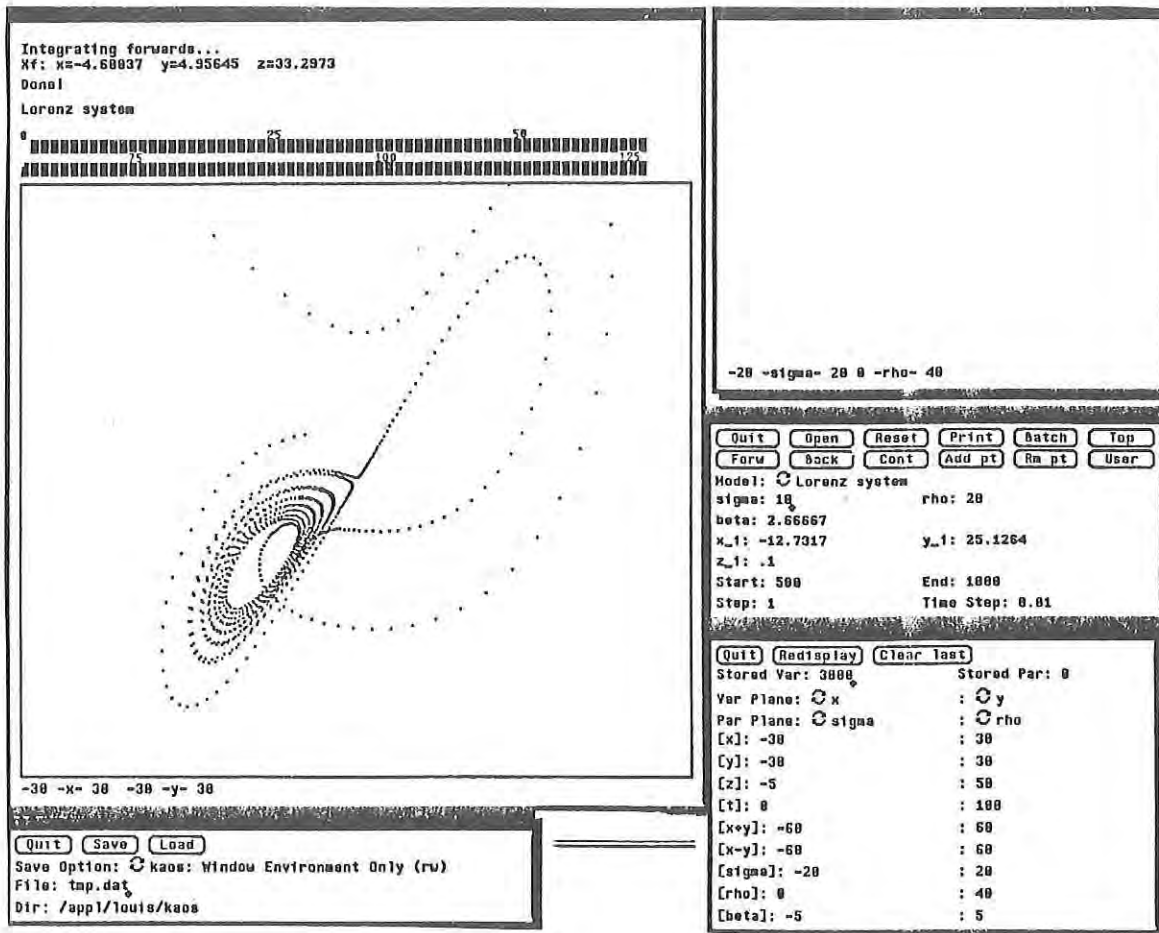 Integrating forwards...
Xf: x=-4.60037 y=4.95645 z=33.2973
Done!
Lorenz system
0 25 50
75 100 125
-30 -x- 30 -30 -y- 30
-20 -sigma- 20 0 -rho- 40
Quit Open Reset Print Batch Top
Forw Back Cont Add pt Rm pt User
Model: Lorenz system
sigma: 10 rho: 20
beta: 2.66667
x_i: -12.7317 y_i: 25.1264
z_i: .1
Start: 500 End: 1000
Step: 1 Time Step: 0.01
Quit Redisplay Clear last
Stored Var: 3000 Stored Par: 0
Var Plane: x : y
Par Plane: sigma : rho
[x]: -30 : 30
[y]: -30 : 30
[z]: -5 : 50
[t]: 0 : 100
[x+y]: -60 : 60
[x-y]: -60 : 60
[sigma]: -20 : 20
[rho]: 0 : 40
[beta]: -5 : 5
Quit Save Load
Save Option: kaos: Window Environment Only (rw)
File: tmp.dat
Dir: /appl/louis/kaos